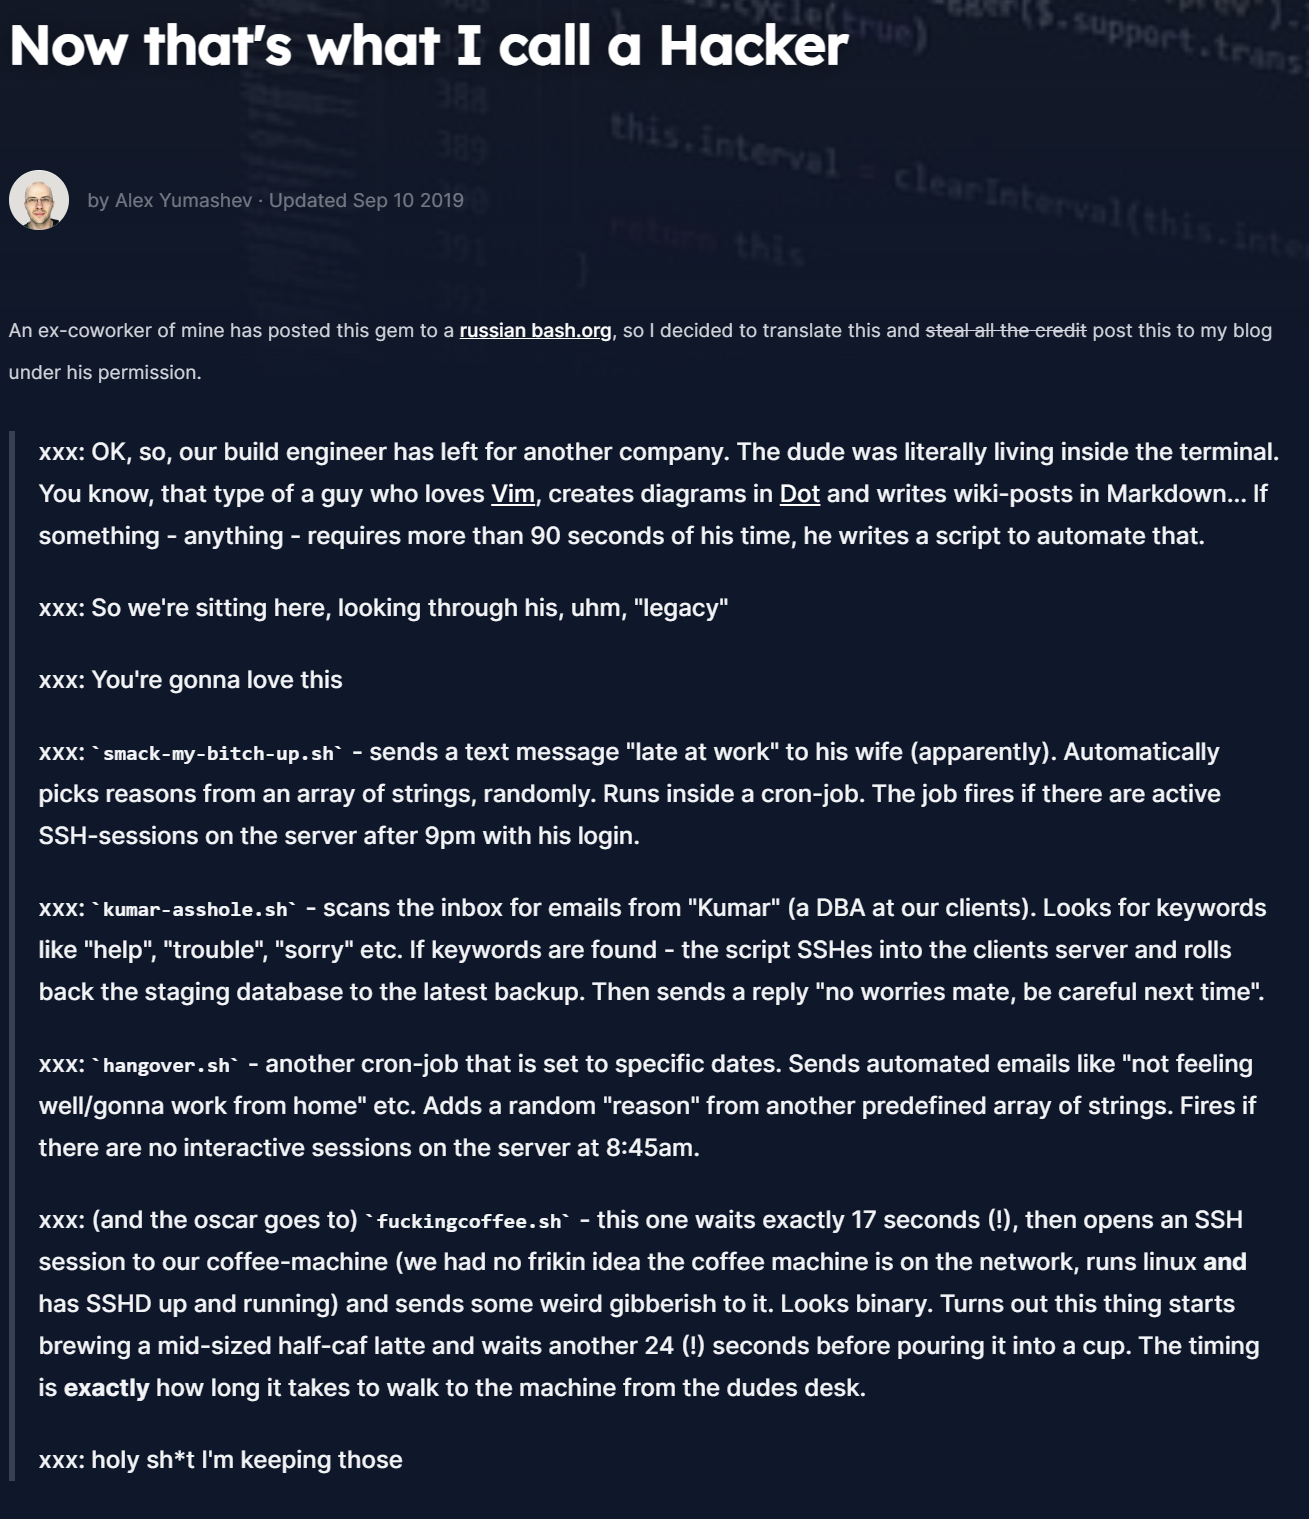 Now that's what I call a Hacker
.cycle(true)
$.support.trans
388
this.interval = clearInterval(this.inte
389
return this
391
}
by Alex Yumashev · Updated Sep 10 2019
An ex-coworker of mine has posted this gem to a russian bash.org, so I decided to translate this and steal all the credit post this to my blog
under his permission.
xxx: OK, so, our build engineer has left for another company. The dude was literally living inside the terminal.
You know, that type of a guy who loves Vim, creates diagrams in Dot and writes wiki-posts in Markdown... If
something - anything - requires more than 90 seconds of his time, he writes a script to automate that.
xxx: So we're sitting here, looking through his, uhm, "legacy"
xxx: You're gonna love this
xxx: `smack-my-bitch-up.sh` - sends a text message "late at work" to his wife (apparently). Automatically
picks reasons from an array of strings, randomly. Runs inside a cron-job. The job fires if there are active
SSH-sessions on the server after 9pm with his login.
xxx: `kumar-asshole.sh` - scans the inbox for emails from "Kumar" (a DBA at our clients). Looks for keywords
like "help", "trouble", "sorry" etc. If keywords are found - the script SSHes into the clients server and rolls
back the staging database to the latest backup. Then sends a reply "no worries mate, be careful next time".
xxx: `hangover.sh` - another cron-job that is set to specific dates. Sends automated emails like "not feeling
well/gonna work from home" etc. Adds a random "reason" from another predefined array of strings. Fires if
there are no interactive sessions on the server at 8:45am.
xxx: (and the oscar goes to) `fuckingcoffee.sh` - this one waits exactly 17 seconds (!), then opens an SSH
session to our coffee-machine (we had no frikin idea the coffee machine is on the network, runs linux and
has SSHD up and running) and sends some weird gibberish to it. Looks binary. Turns out this thing starts
brewing a mid-sized half-caf latte and waits another 24 (!) seconds before pouring it into a cup. The timing
is exactly how long it takes to walk to the machine from the dudes desk.
xxx: holy sh*t I'm keeping those